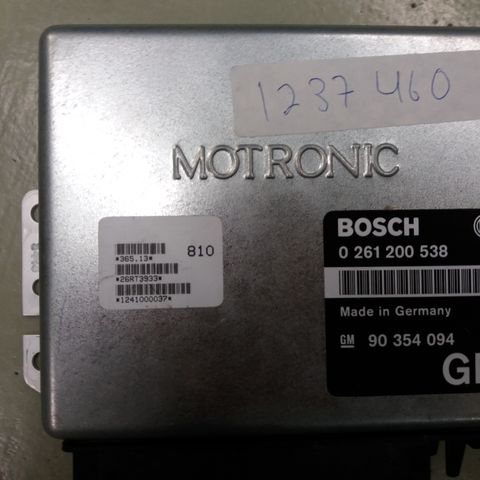 1237 460
MOTRONIC
810
*365.13*
*26RT3933*
*1241000037*
BOSCH
0 261 200 538
Made in Germany
GM 90 354 094